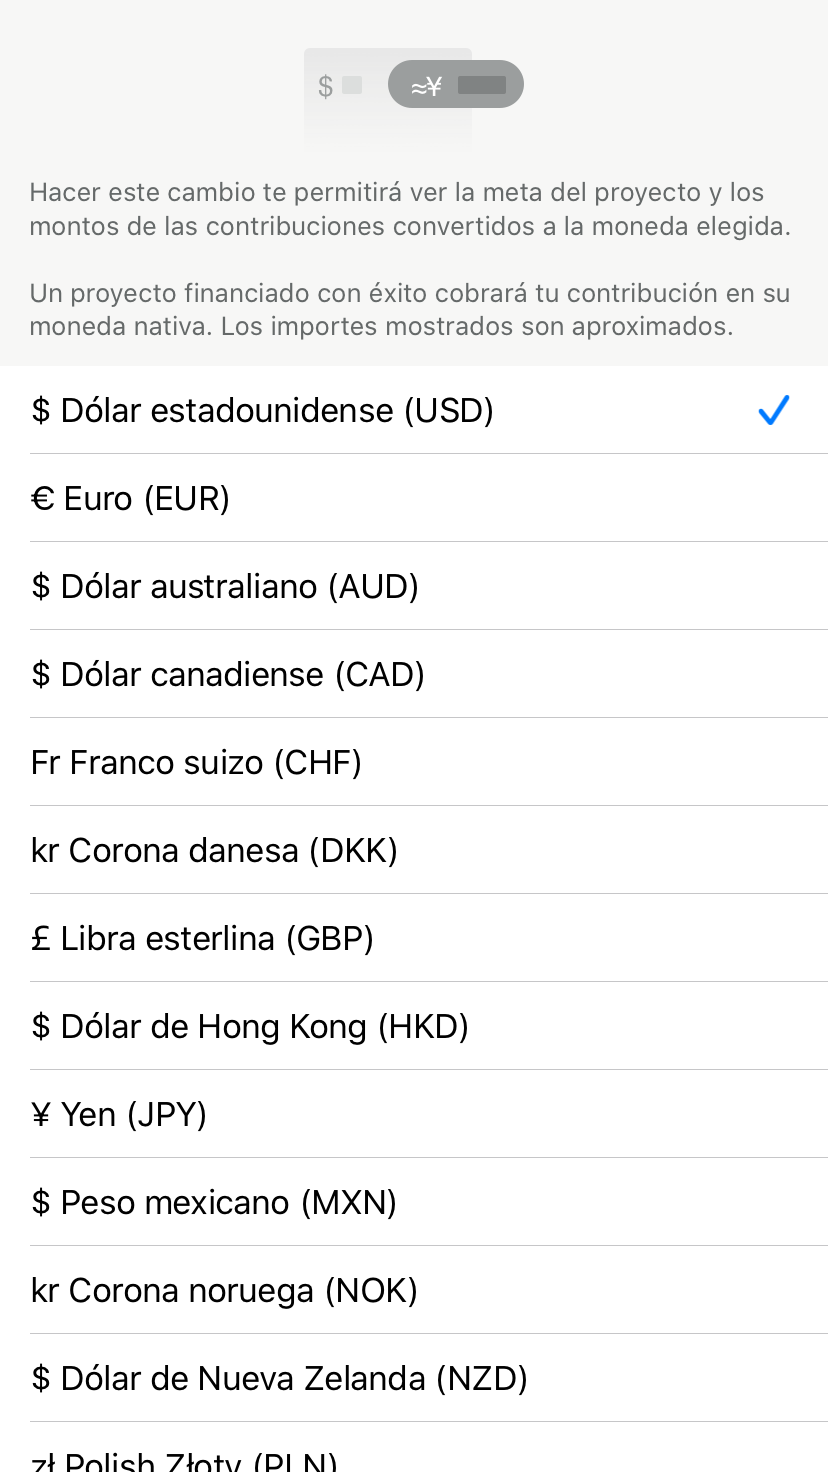 $ ≈¥
Hacer este cambio te permitirá ver la meta del proyecto y los
montos de las contribuciones convertidos a la moneda elegida.
Un proyecto financiado con éxito cobrará tu contribución en su
moneda nativa. Los importes mostrados son aproximados.
$ Dólar estadounidense (USD)
€ Euro (EUR)
$ Dólar australiano (AUD)
$ Dólar canadiense (CAD)
Fr Franco suizo (CHF)
kr Corona danesa (DKK)
£ Libra esterlina (GBP)
$ Dólar de Hong Kong (HKD)
¥ Yen (JPY)
$ Peso mexicano (MXN)
kr Corona noruega (NOK)
$ Dólar de Nueva Zelanda (NZD)
zł Polish Złoty (PLN)